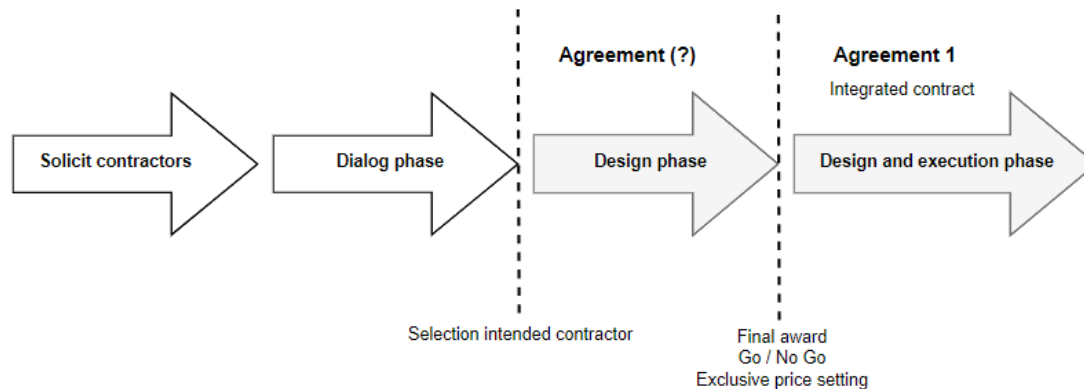 Agreement (?)
Agreement 1
Integrated contract
Solicit contractors
Dialog phase
Design phase
Design and execution phase
Selection intended contractor
Final award
Go / No Go
Exclusive price setting